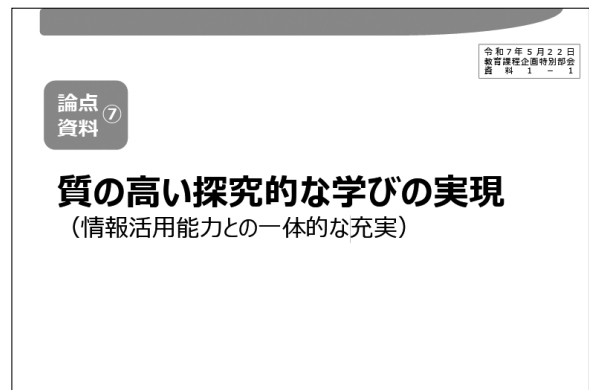 令和7年5月22日
教育課程企画特別部会
資料1－1
論点
資料
⑦
質の高い探究的な学びの実現
（情報活用能力との一体的な充実）